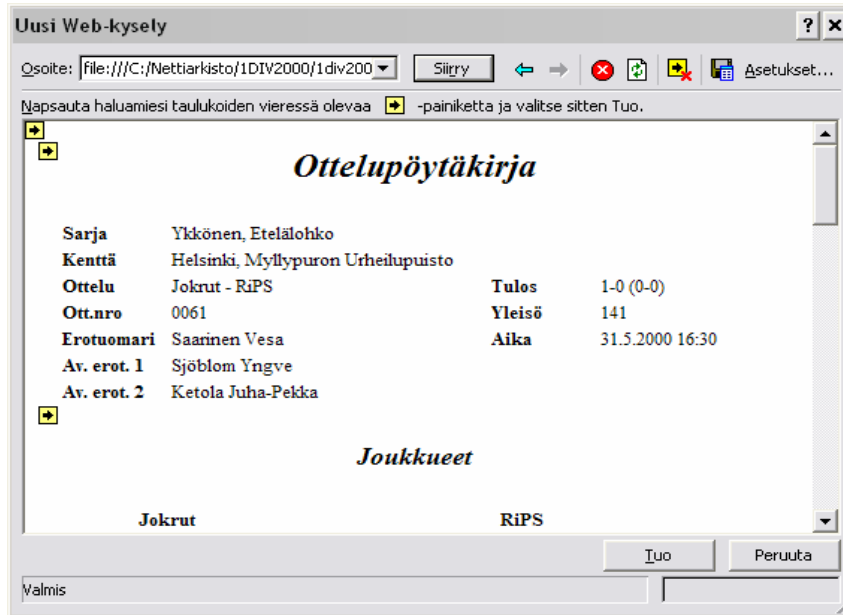 Uusi Web-kysely
Osoite: file:///C:/Nettiarkisto/1DIV2000/1div200 Siirry Asetukset...
Napsauta haluamiesi taulukoiden vieressä olevaa -painiketta ja valitse sitten Tuo.
Ottelupöytäkirja
Sarja Ykkönen, Etelälohko
Kenttä Helsinki, Myllypuron Urheilupuisto
Ottelu Jokrut - RiPS Tulos 1-0 (0-0)
Ott.nro 0061 Yleisö 141
Erotuomari Saarinen Vesa Aika 31.5.2000 16:30
Av. erot. 1 Sjöblom Yngve
Av. erot. 2 Ketola Juha-Pekka
Joukkueet
Jokrut RiPS
Tuo Peruuta
Valmis